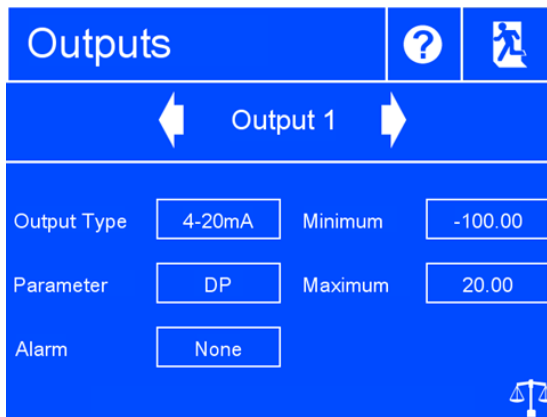 Outputs ?
Output 1
Output Type 4-20mA Minimum -100.00
Parameter DP Maximum 20.00
Alarm None